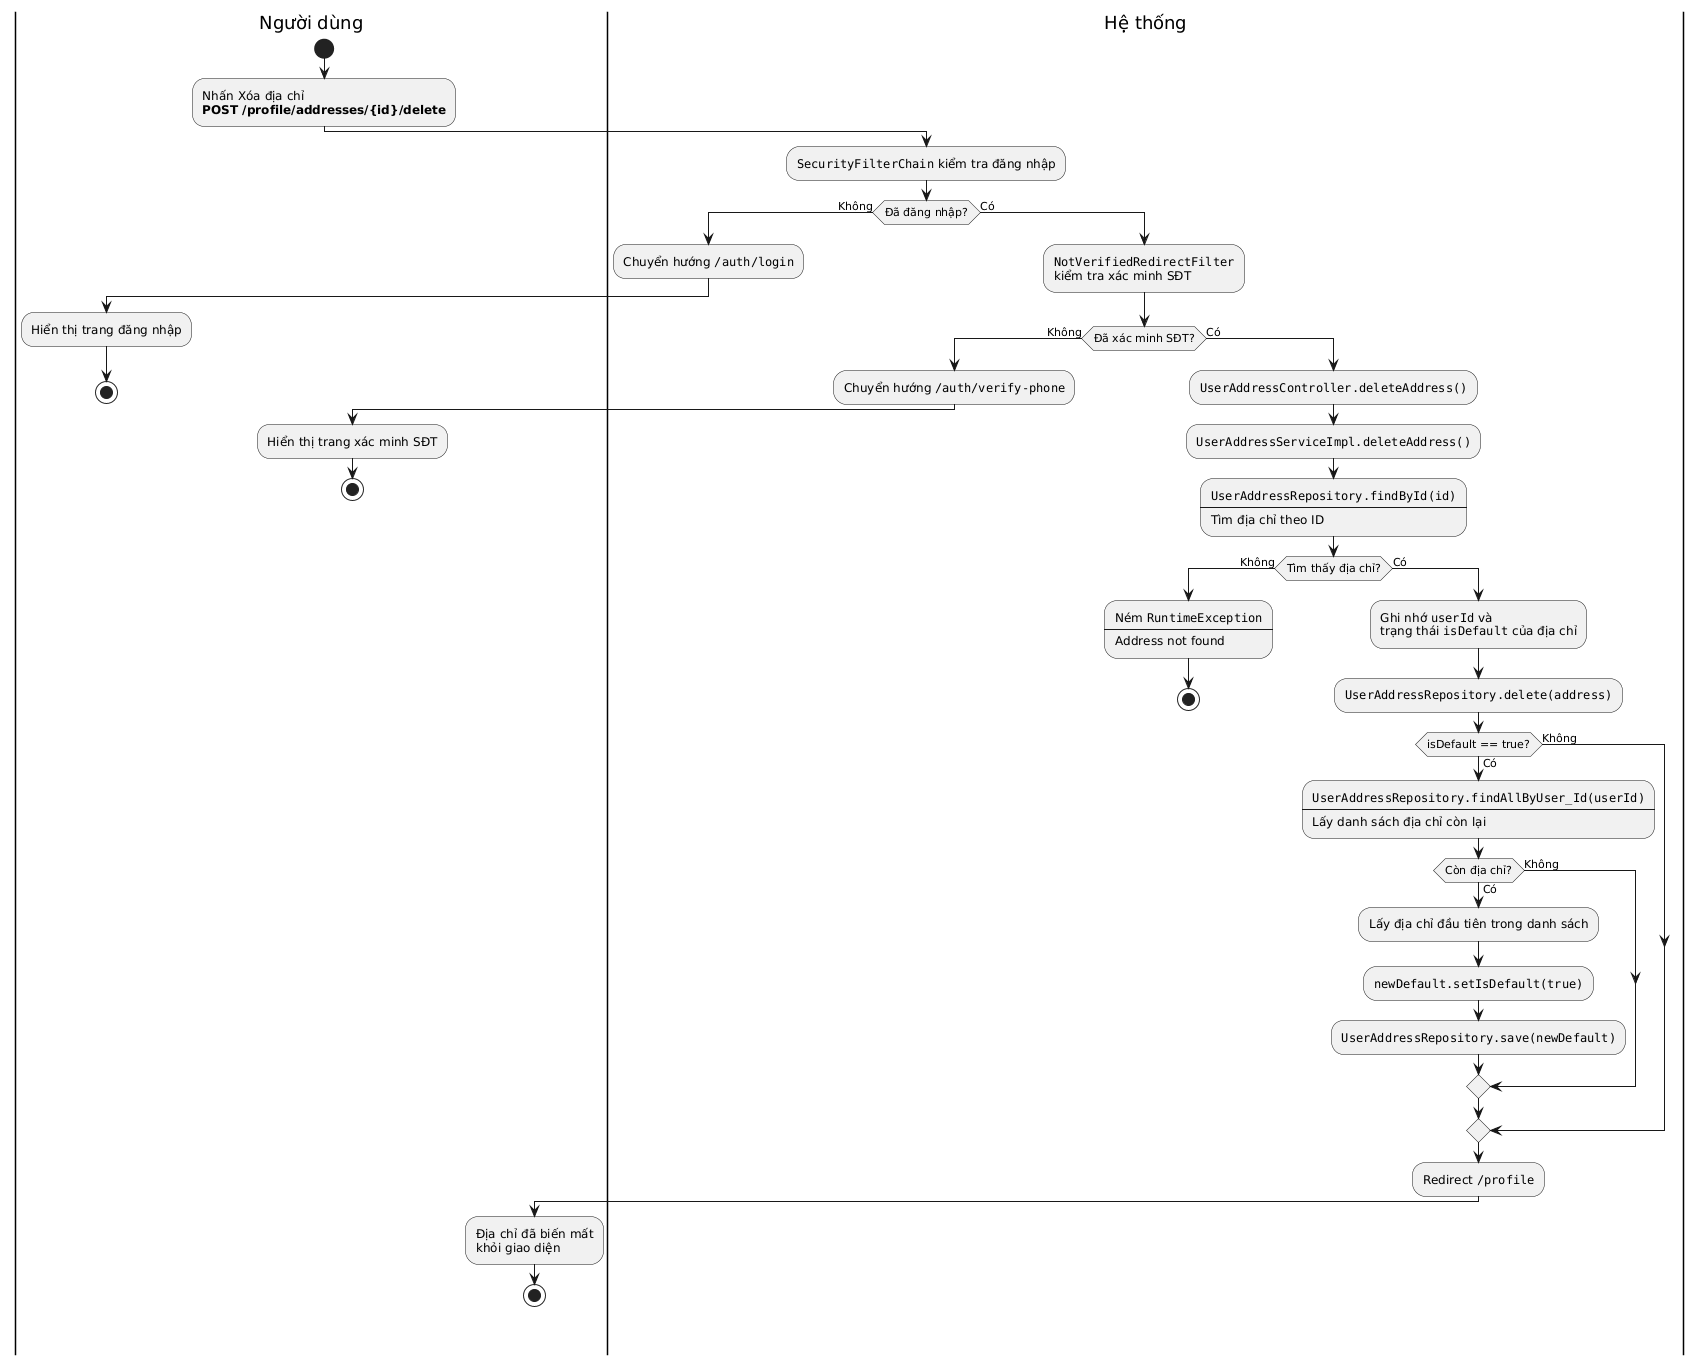 Người dùng
Hệ thống
Nhấn Xóa địa chỉ
POST /profile/addresses/{id}/delete
SecurityFilterChain kiểm tra đăng nhập
Đã đăng nhập?
Không
Có
Chuyển hướng /auth/login
NotVerifiedRedirectFilter
kiểm tra xác minh SĐT
Hiển thị trang đăng nhập
Đã xác minh SĐT?
Không
Có
Chuyển hướng /auth/verify-phone
UserAddressController.deleteAddress()
Hiển thị trang xác minh SĐT
UserAddressServiceImpl.deleteAddress()
UserAddressRepository.findById(id)
Tìm địa chỉ theo ID
Tìm thấy địa chỉ?
Không
Có
Ném RuntimeException
Address not found
Ghi nhớ userId và
trạng thái isDefault của địa chỉ
UserAddressRepository.delete(address)
isDefault == true?
Không
Có
UserAddressRepository.findAllByUser_Id(userId)
Lấy danh sách địa chỉ còn lại
Còn địa chỉ?
Không
Có
Lấy địa chỉ đầu tiên trong danh sách
newDefault.setIsDefault(true)
UserAddressRepository.save(newDefault)
Redirect /profile
Địa chỉ đã biến mất
khỏi giao diện